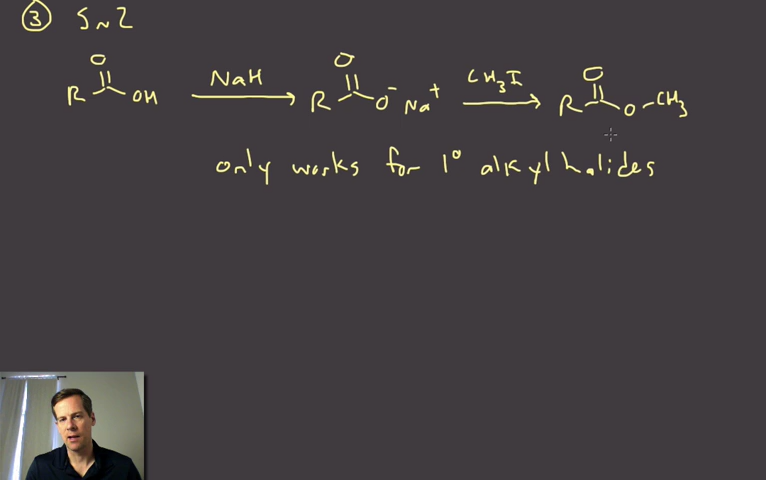 ③ SN2
O O O
R OH NaH R O⁻ Na⁺ CH₃I R O-CH₃
only works for 1° alkyl halides